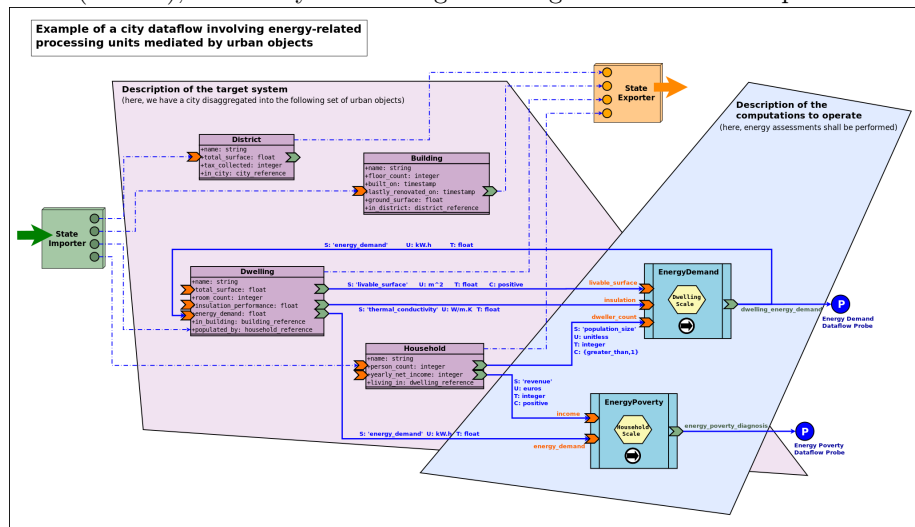 Example of a city dataflow involving energy-related
processing units mediated by urban objects
Description of the target system
(here, we have a city disaggregated into the following set of urban objects)
State
Exporter
Description of the
computations to operate
(here, energy assessments shall be performed)
District
+name: string
+total_surface: float
+tax_collected: integer
+in_city: city_reference
Building
+name: string
+floor_count: integer
+built_on: timestamp
+lastly_renovated_on: timestamp
+ground_surface: float
+in_district: district_reference
State
Importer
S: 'energy_demand' U: kW.h T: float
Dwelling
+name: string
+total_surface: float
+room_count: integer
+insulation_performance: float
+energy_demand: float
+in_building: building_reference
+populated_by: household_reference
S: 'livable_surface' U: m^2 T: float C: positive
S: 'thermal_conductivity' U: W/m.K T: float
livable_surface
insulation
dweller_count
EnergyDemand
Dwelling
Scale
dwelling_energy_demand
P
Energy Demand
Dataflow Probe
S: 'population_size'
U: unitless
T: integer
C: {greater_than,1}
Household
+name: string
+person_count: integer
+yearly_net_income: integer
+living_in: dwelling_reference
S: 'revenue'
U: euros
T: integer
C: positive
S: 'energy_demand' U: kW.h T: float
income
energy_demand
EnergyPoverty
Household
Scale
energy_poverty_diagnosis
P
Energy Poverty
Dataflow Probe